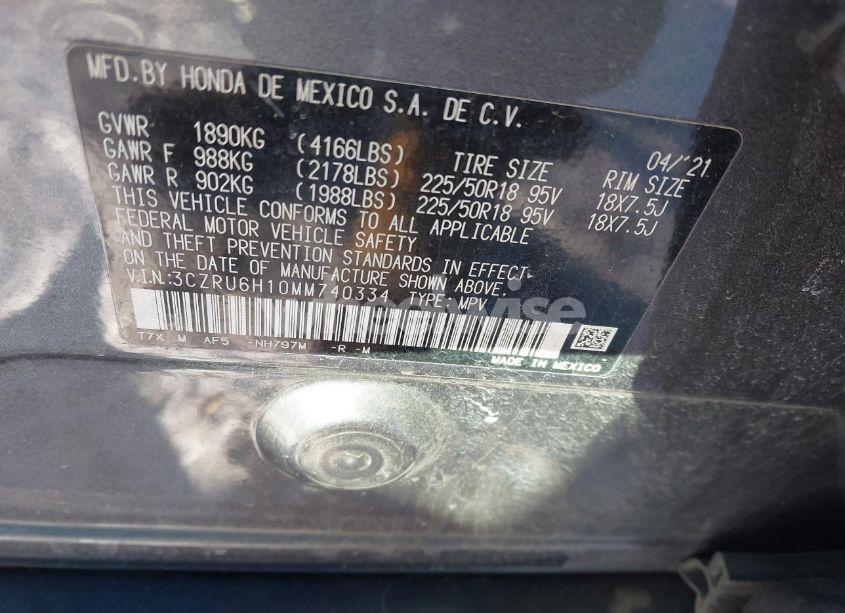 MFD.BY HONDA DE MEXICO S.A. DE C.V.
04/'21
GVWR 1890KG (4166LBS) TIRE SIZE RIM SIZE
GAWR F 988KG (2178LBS) 225/50R18 95V 18X7.5J
GAWR R 902KG (1988LBS) 225/50R18 95V 18X7.5J
THIS VEHICLE CONFORMS TO ALL APPLICABLE
FEDERAL MOTOR VEHICLE SAFETY
AND THEFT PREVENTION STANDARDS IN EFFECT
ON THE DATE OF MANUFACTURE SHOWN ABOVE.
V.I.N:3CZRU6H10MM740334 TYPE: MPV
T7X M AF5 -NH797M -R -M
MADE IN MEXICO